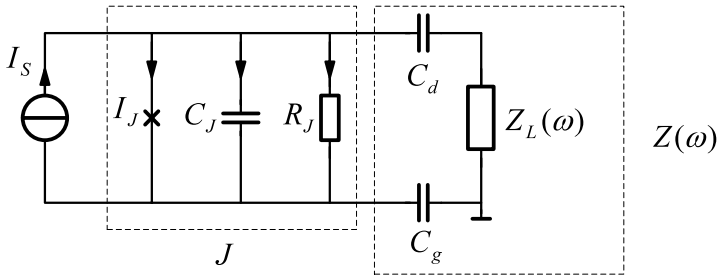 I_S
I_J
C_J
R_J
C_d
Z_L(ω)
Z(ω)
C_g
J